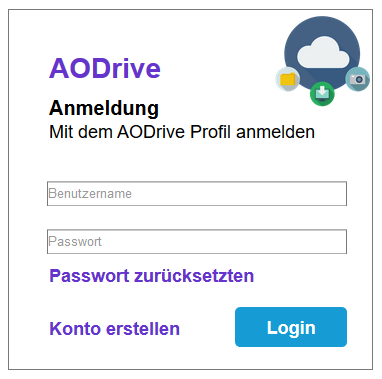 AODrive
Anmeldung
Mit dem AODrive Profil anmelden
Benutzername
Passwort
Passwort zurücksetzten
Konto erstellen
Login